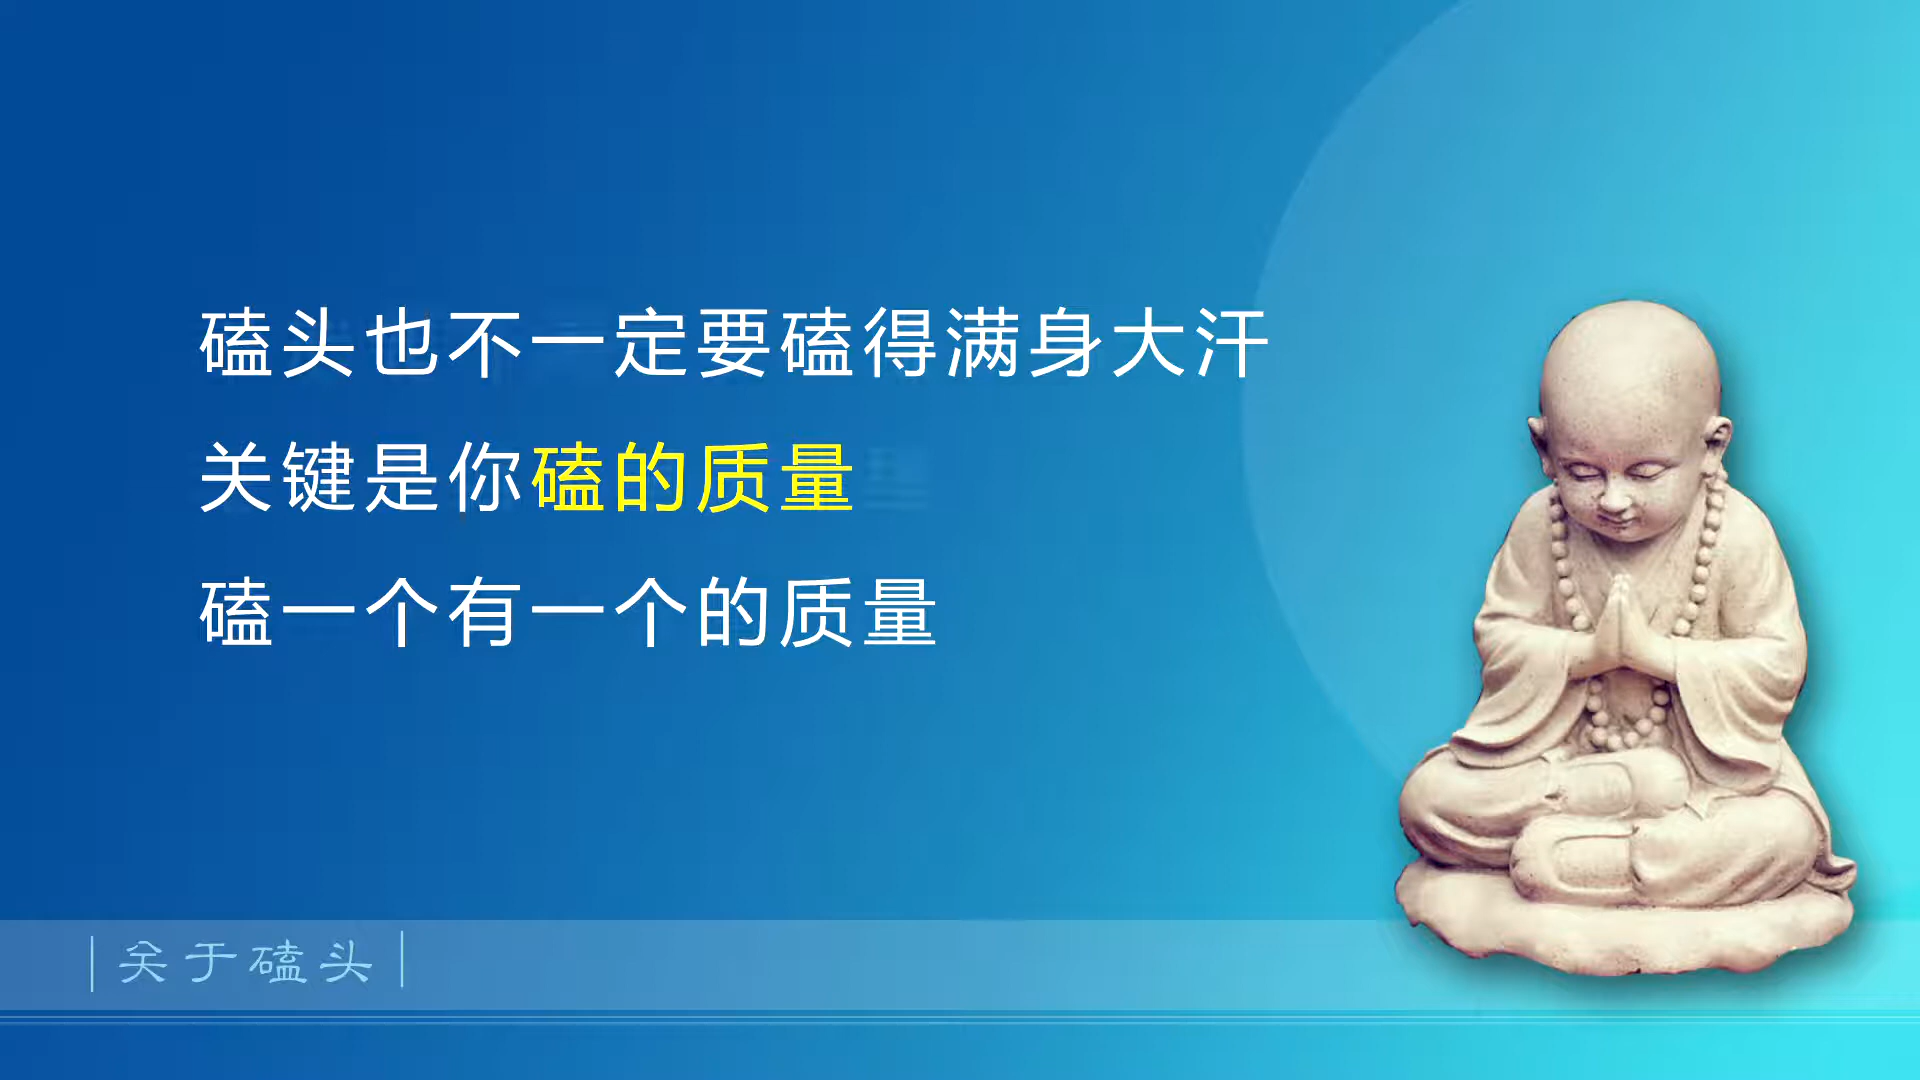 磕头也不一定要磕得满身大汗
关键是你磕的质量
磕一个有一个的质量
关于磕头